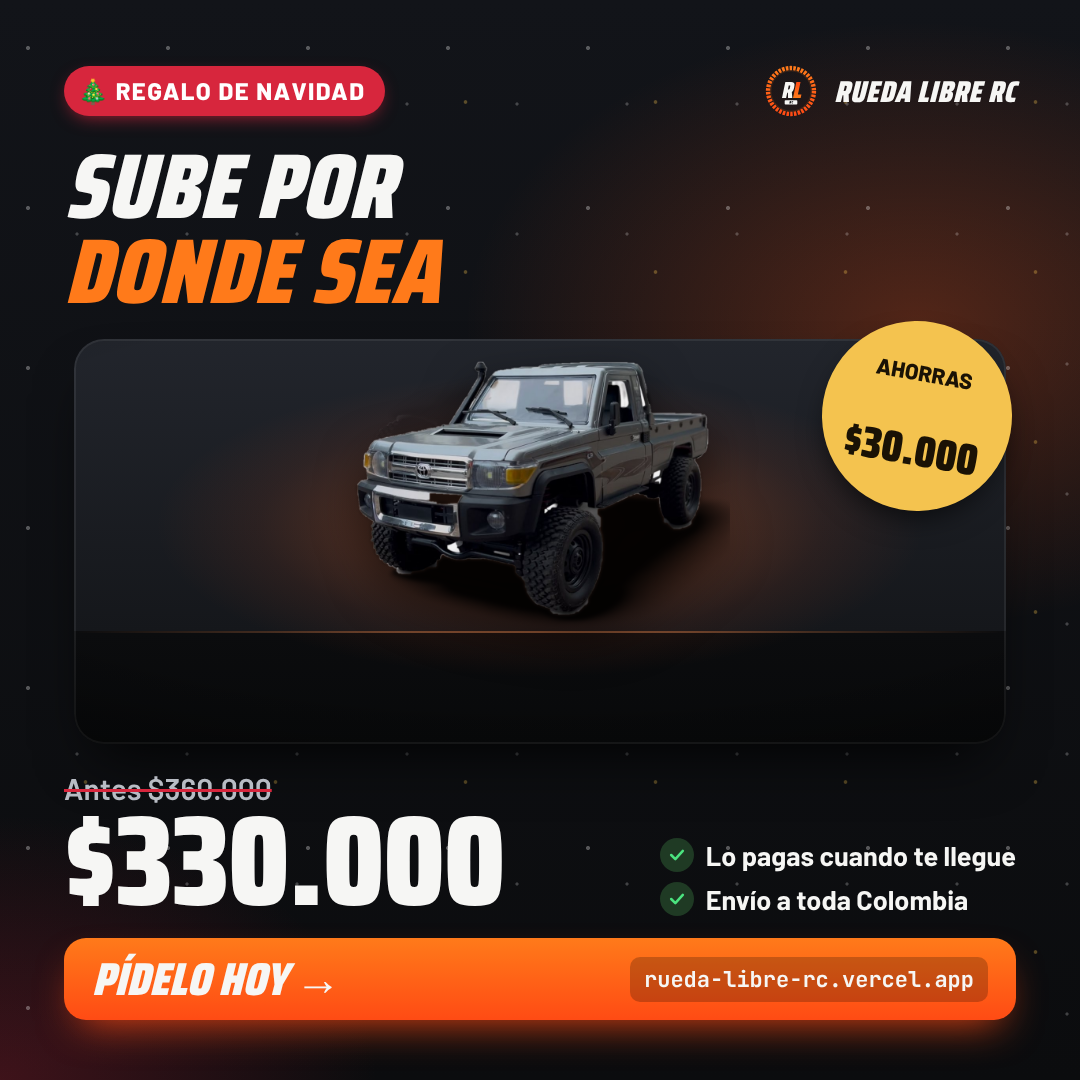 🎄 REGALO DE NAVIDAD
RL
RUEDA LIBRE RC
SUBE POR
DONDE SEA
AHORRAS
$30.000
Antes $360.000
$330.000
Lo pagas cuando te llegue
Envío a toda Colombia
PÍDELO HOY →
rueda-libre-rc.vercel.app